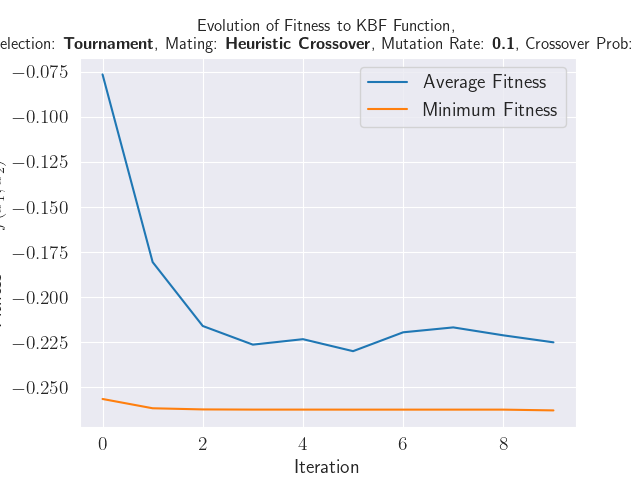 Evolution of Fitness to KBF Function,
election: Tournament, Mating: Heuristic Crossover, Mutation Rate: 0.1, Crossover Prob:
−0.075
−0.100
−0.125
−0.150
−0.175
−0.200
−0.225
−0.250
Average Fitness
Minimum Fitness
0
2
4
6
8
Iteration